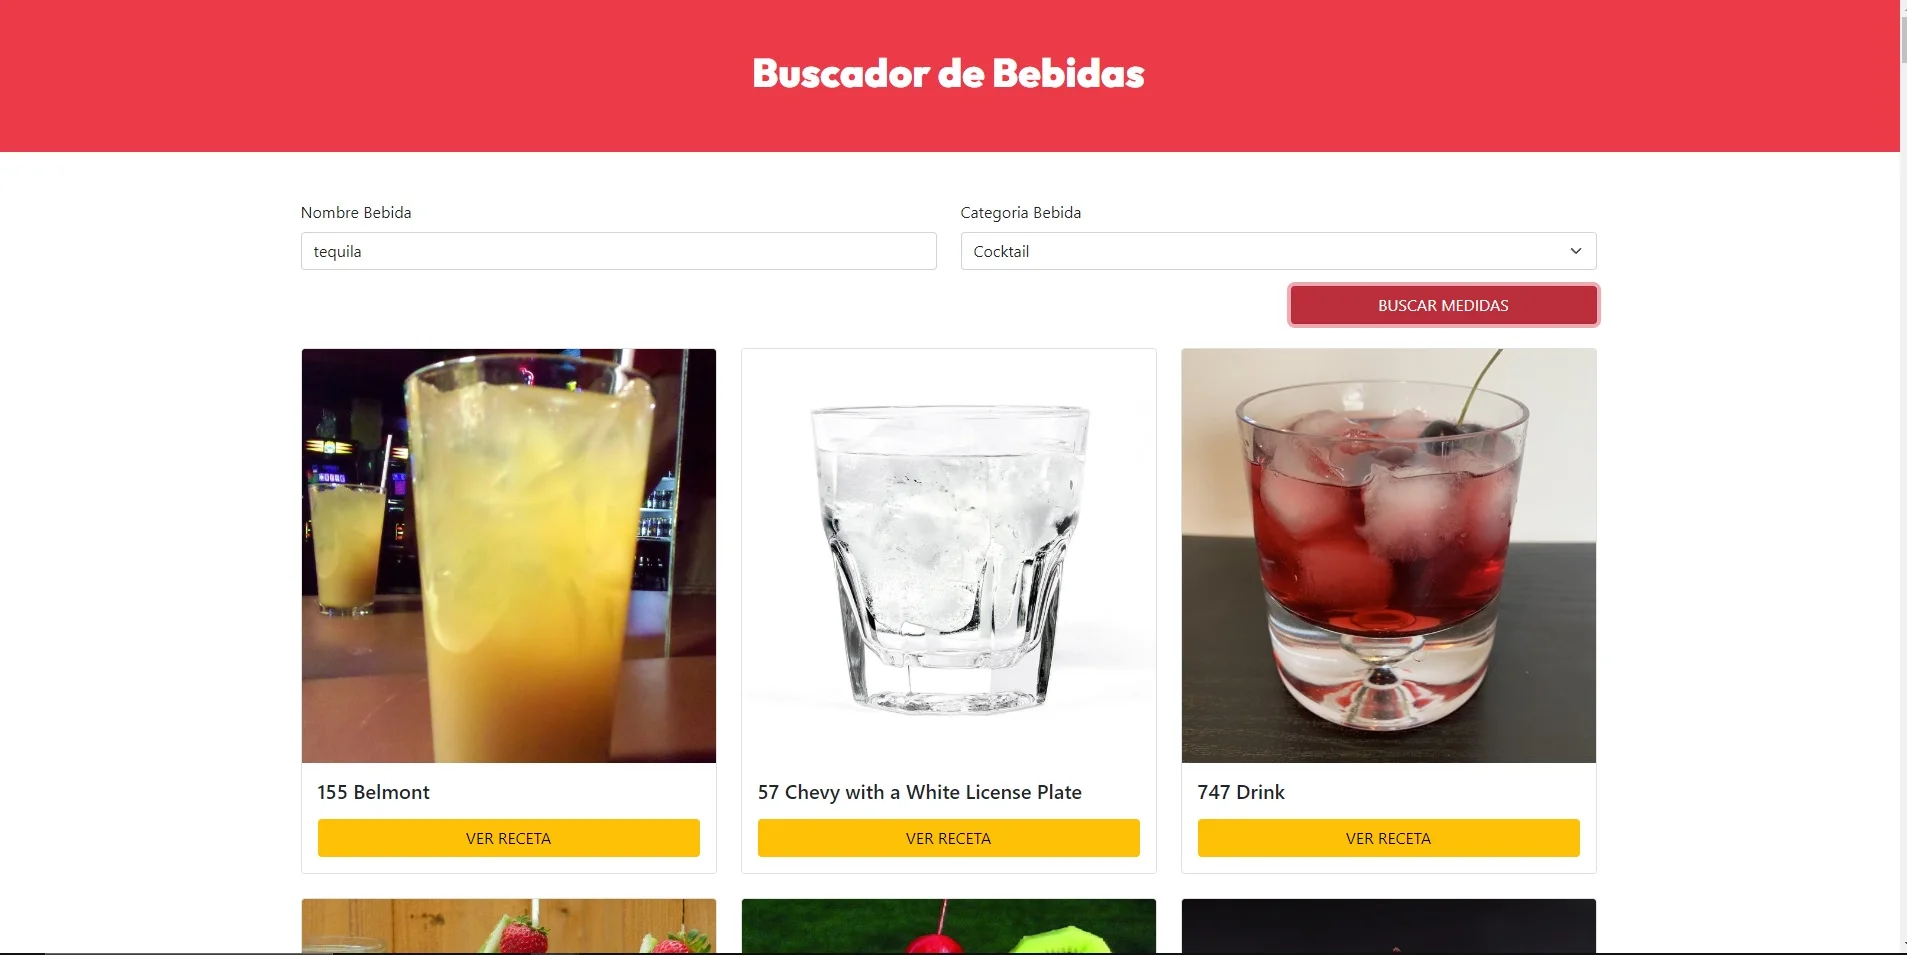 Buscador de Bebidas
Nombre Bebida
Categoria Bebida
tequila
Cocktail
BUSCAR MEDIDAS
155 Belmont
57 Chevy with a White License Plate
747 Drink
VER RECETA
VER RECETA
VER RECETA